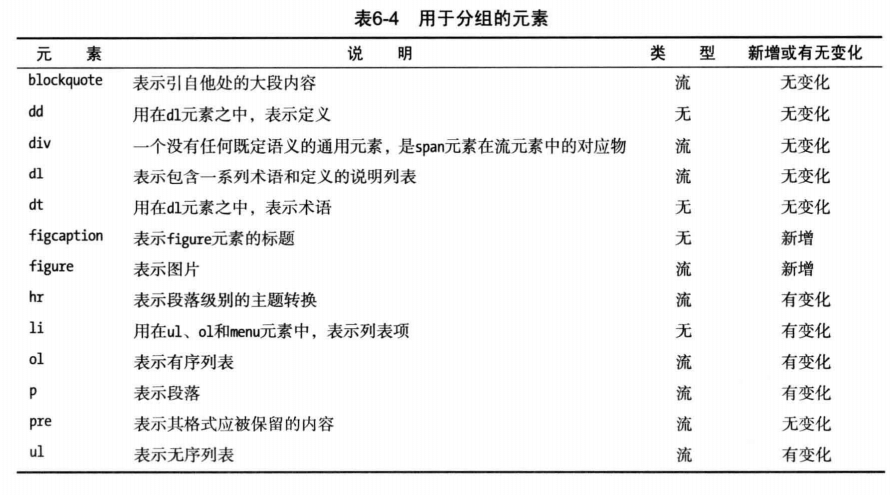 表6-4 用于分组的元素
元 素 说 明 类 型 新增或有无变化
blockquote 表示引自他处的大段内容 流 无变化
dd 用在dl元素之中，表示定义 无 无变化
div 一个没有任何既定语义的通用元素，是span元素在流元素中的对应物 流 无变化
dl 表示包含一系列术语和定义的说明列表 流 无变化
dt 用在dl元素之中，表示术语 无 无变化
figcaption 表示figure元素的标题 无 新增
figure 表示图片 流 新增
hr 表示段落级别的主题转换 流 有变化
li 用在ul、ol和menu元素中，表示列表项 无 有变化
ol 表示有序列表 流 有变化
p 表示段落 流 有变化
pre 表示其格式应被保留的内容 流 无变化
ul 表示无序列表 流 有变化